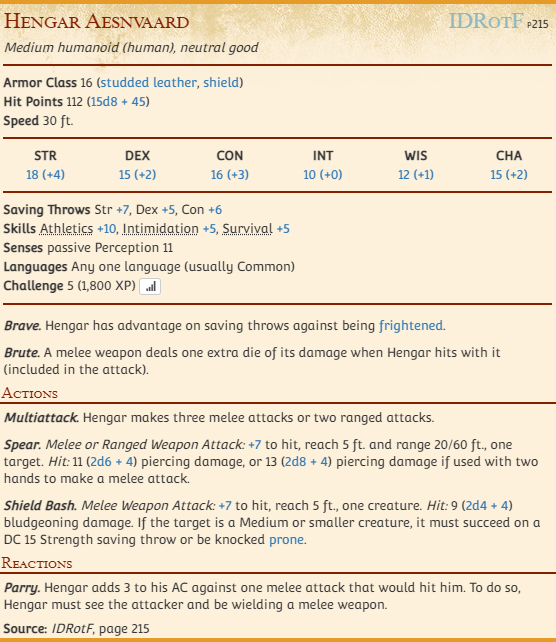 Hengar Aesnvaard IDRotF p215
Medium humanoid (human), neutral good
Armor Class 16 (studded leather, shield)
Hit Points 112 (15d8 + 45)
Speed 30 ft.
STR DEX CON INT WIS CHA
18 (+4) 15 (+2) 16 (+3) 10 (+0) 12 (+1) 15 (+2)
Saving Throws Str +7, Dex +5, Con +6
Skills Athletics +10, Intimidation +5, Survival +5
Senses passive Perception 11
Languages Any one language (usually Common)
Challenge 5 (1,800 XP)
Brave. Hengar has advantage on saving throws against being frightened.
Brute. A melee weapon deals one extra die of its damage when Hengar hits with it
(included in the attack).
Actions
Multiattack. Hengar makes three melee attacks or two ranged attacks.
Spear. Melee or Ranged Weapon Attack: +7 to hit, reach 5 ft. and range 20/60 ft., one
target. Hit: 11 (2d6 + 4) piercing damage, or 13 (2d8 + 4) piercing damage if used with two
hands to make a melee attack.
Shield Bash. Melee Weapon Attack: +7 to hit, reach 5 ft., one creature. Hit: 9 (2d4 + 4)
bludgeoning damage. If the target is a Medium or smaller creature, it must succeed on a
DC 15 Strength saving throw or be knocked prone.
Reactions
Parry. Hengar adds 3 to his AC against one melee attack that would hit him. To do so,
Hengar must see the attacker and be wielding a melee weapon.
Source: IDRotF, page 215